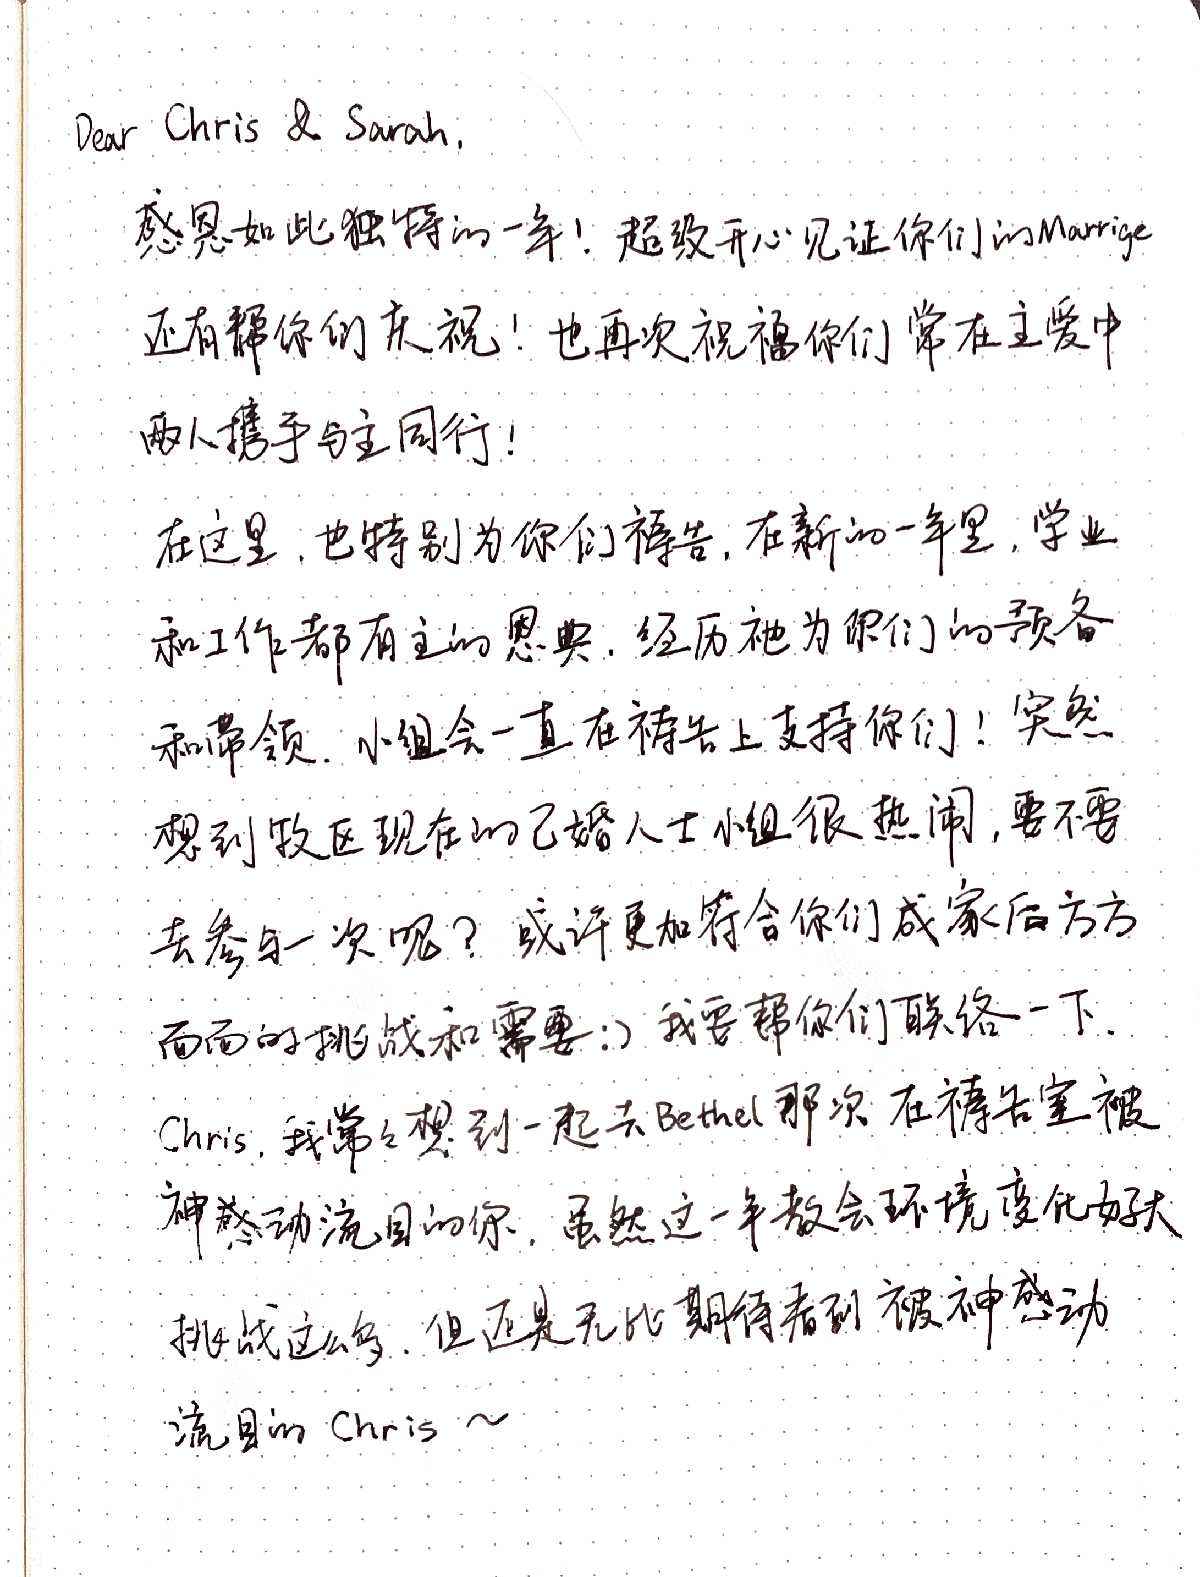 Dear Chris & Sarah,
感恩如此独特的一年！超级开心见证你们的Marrige
还有帮你们庆祝！也再次祝福你们常在主爱中
两人携手与主同行！
在这里，也特别为你们祷告，在新的一年里，学业
和工作都有主的恩典，经历祂为你们的预备
和带领．小组会一直在祷告上支持你们！突然
想到牧区现在的已婚人士小组很热闹，要不要
去参与一次呢？或许更加符合你们成家后方方
面面的挑战和需要:) 我要帮你们联络一下．
Chris，我常々想到一起去Bethel那次在祷告室被
神感动流目的你．虽然这一年教会环境变化好大
挑战这么多，但还是无比期待看到被神感动
流目的 Chris ～